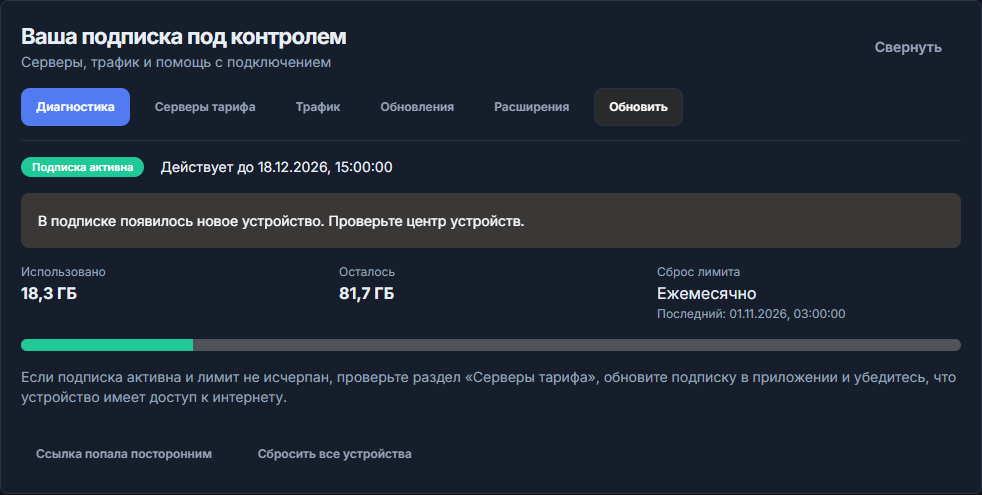 Ваша подписка под контролем
Серверы, трафик и помощь с подключением
Свернуть
Диагностика
Серверы тарифа
Трафик
Обновления
Расширения
Обновить
Подписка активна
Действует до 18.12.2026, 15:00:00
В подписке появилось новое устройство. Проверьте центр устройств.
Использовано
18,3 ГБ
Осталось
81,7 ГБ
Сброс лимита
Ежемесячно
Последний: 01.11.2026, 03:00:00
Если подписка активна и лимит не исчерпан, проверьте раздел «Серверы тарифа», обновите подписку в приложении и убедитесь, что
устройство имеет доступ к интернету.
Ссылка попала посторонним
Сбросить все устройства